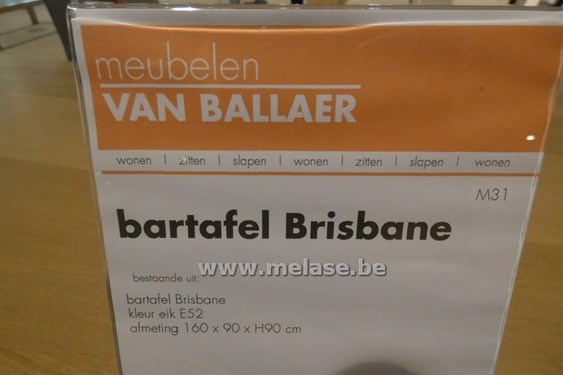 meubelen
VAN BALLAER
wonen | zitten | slapen | wonen | zitten | slapen | wonen
M31
bartafel Brisbane
www.melase.be
bestaande uit:
bartafel Brisbane
kleur eik E52
afmeting 160 x 90 x H90 cm